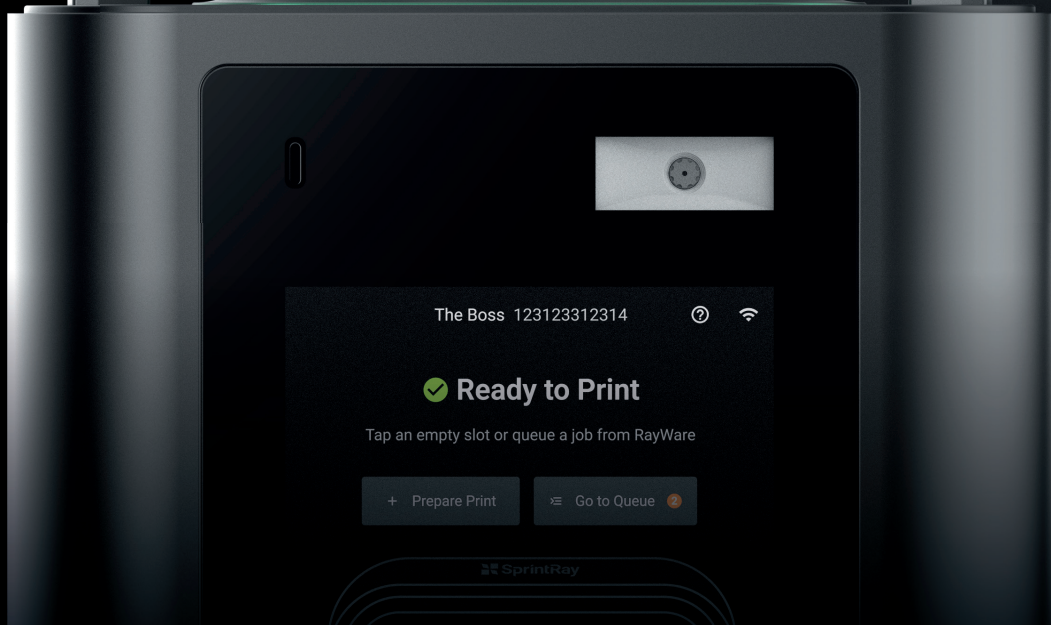 The Boss 123123312314
Ready to Print
Tap an empty slot or queue a job from RayWare
+ Prepare Print
Go to Queue 2
SprintRay